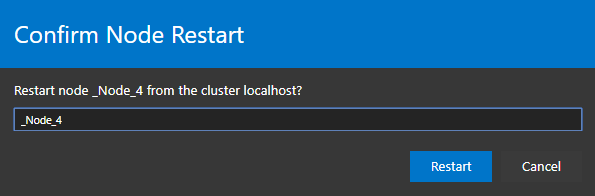 Confirm Node Restart
Restart node _Node_4 from the cluster localhost?
_Node_4
Restart
Cancel